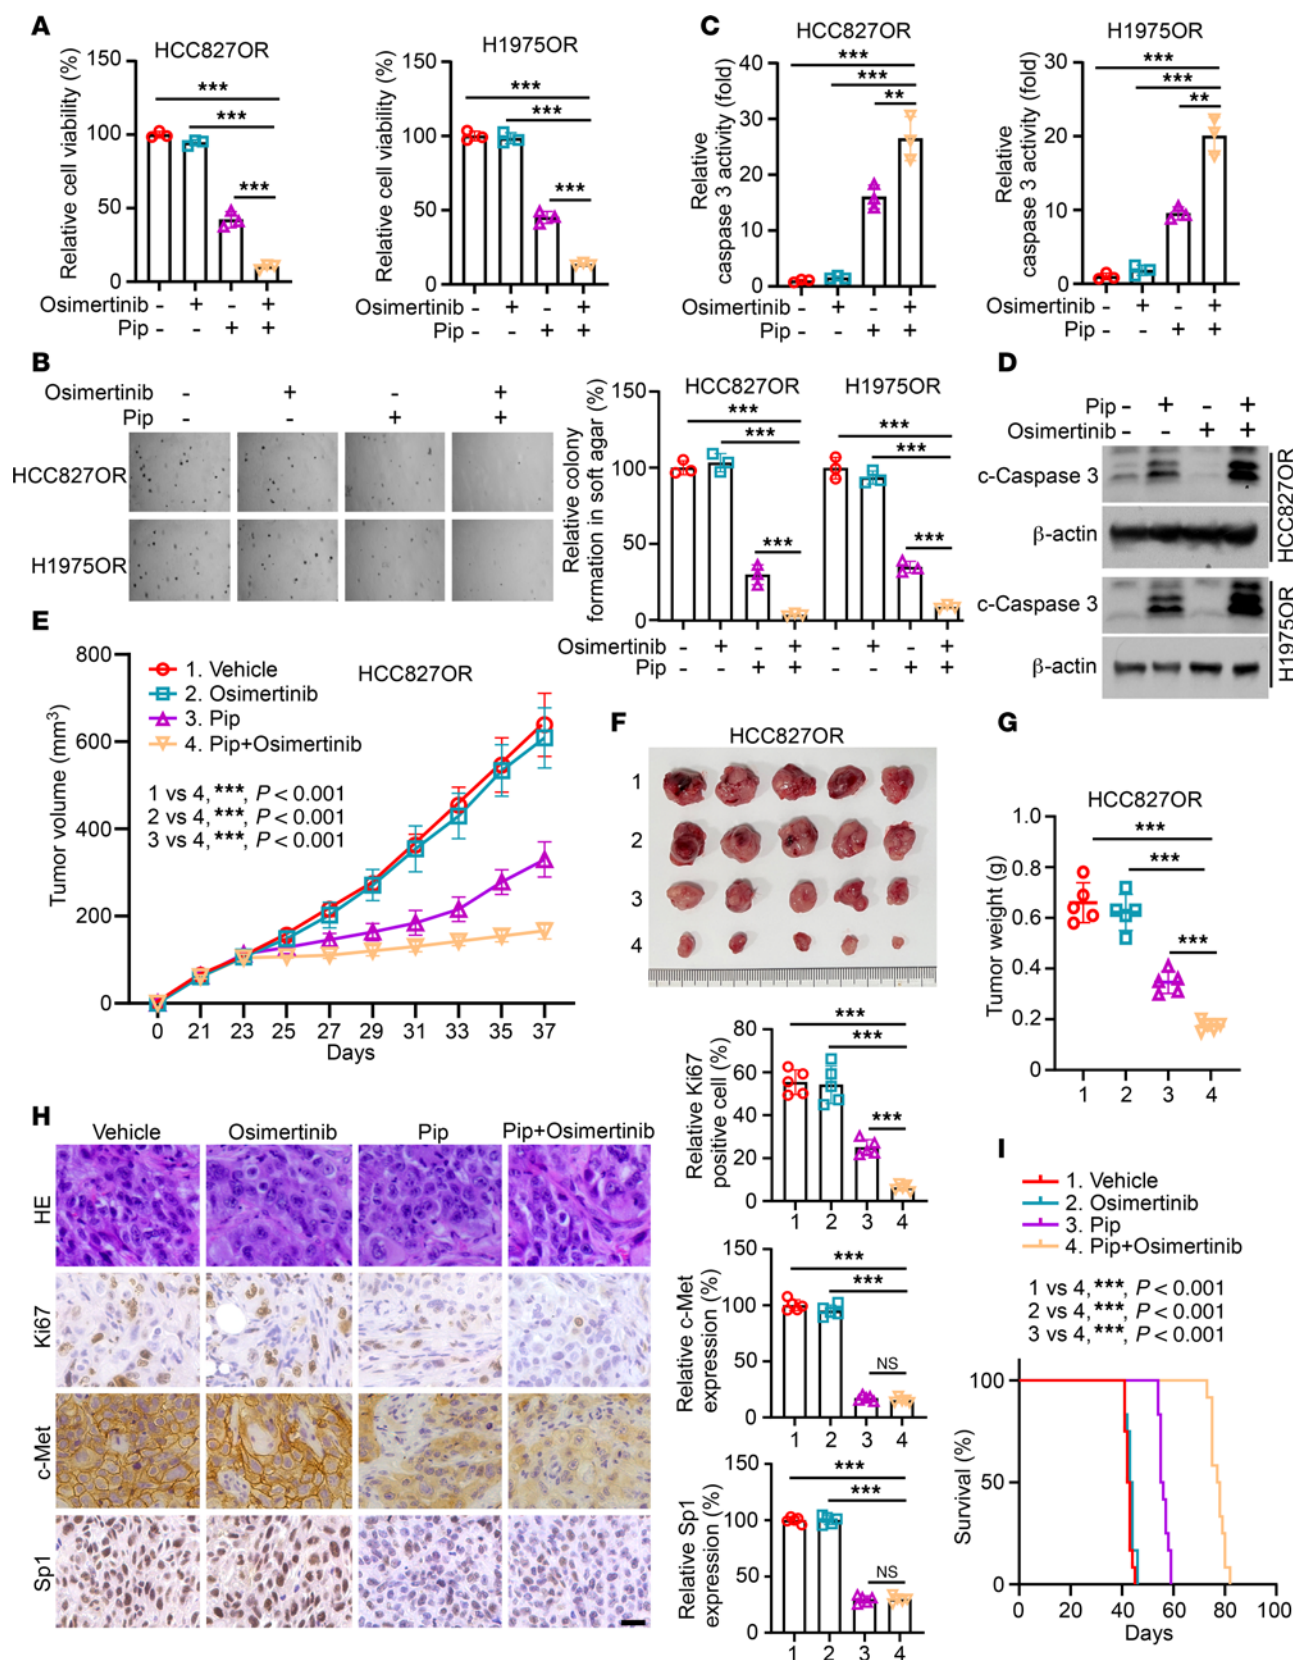 A
HCC827OR
Relative cell viability (%)
150
100
50
0
***
***
***
Osimertinib - + - +
Pip - - + +
H1975OR
Relative cell viability (%)
150
100
50
0
***
***
***
- + - +
- - + +
C
HCC827OR
Relative
caspase 3 activity (fold)
40
30
20
10
0
***
***
**
Osimertinib - + - +
Pip - - + +
H1975OR
Relative
caspase 3 activity (fold)
30
20
10
0
***
***
**
- + - +
- - + +
B
Osimertinib - + - +
Pip - - + +
HCC827OR
H1975OR
Relative colony
formation in soft agar (%)
150
100
50
0
HCC827OR H1975OR
***
***
***
***
***
***
Osimertinib - + - + - + - +
Pip - - + + - - + +
D
Pip - + - +
Osimertinib - - + +
c-Caspase 3
β-actin
HCC827OR
c-Caspase 3
β-actin
H1975OR
E
HCC827OR
Tumor volume (mm3)
800
600
400
200
0
1. Vehicle
2. Osimertinib
3. Pip
4. Pip+Osimertinib
1 vs 4, ***, P < 0.001
2 vs 4, ***, P < 0.001
3 vs 4, ***, P < 0.001
0 21 23 25 27 29 31 33 35 37
Days
F
HCC827OR
1
2
3
4
G
HCC827OR
Tumor weight (g)
0.8
0.6
0.4
0.2
0
***
***
***
1 2 3 4
H
Vehicle Osimertinib Pip Pip+Osimertinib
HE
Ki67
c-Met
Sp1
Relative Ki67
positive cell (%)
80
60
40
20
0
***
***
***
1 2 3 4
Relative c-Met
expression (%)
150
100
50
0
***
***
NS
1 2 3 4
Relative Sp1
expression (%)
150
100
50
0
***
***
NS
1 2 3 4
I
1. Vehicle
2. Osimertinib
3. Pip
4. Pip+Osimertinib
1 vs 4, ***, P < 0.001
2 vs 4, ***, P < 0.001
3 vs 4, ***, P < 0.001
Survival (%)
100
50
0
0 20 40 60 80 100
Days